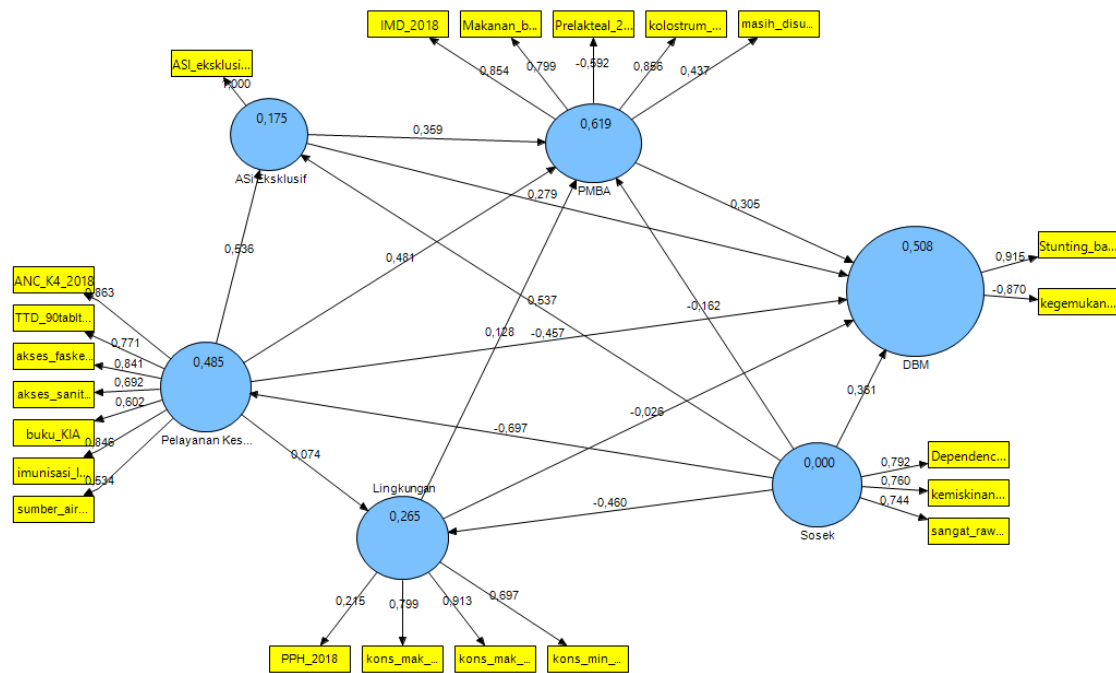 IMD_2018
Makanan_b...
Prelakteal_2...
kolostrum_...
masih_disu...
ASI_eksklusi...
0,854
0,799
-0,592
0,856
0,437
1,000
0,175
ASi Eksklusif
0,359
0,619
PMBA
0,279
0,305
0,536
0,481
0,537
-0,162
0,508
DBM
0,915
Stunting_ba...
-0,870
kegemukan...
ANC_K4_2018
0,863
TTD_90tablt...
0,771
akses_faske...
0,841
akses_sanit...
0,692
buku_KIA
0,602
imunisasi_l...
0,846
sumber_air...
0,534
0,485
Pelayanan Kes...
0,128
-0,457
-0,026
0,361
-0,697
0,074
-0,460
Lingkungan
0,265
0,000
Sosek
0,792
Dependenc...
0,760
kemiskinan...
0,744
sangat_raw...
0,215
0,799
0,913
0,697
PPH_2018
kons_mak_...
kons_mak_...
kons_min_...